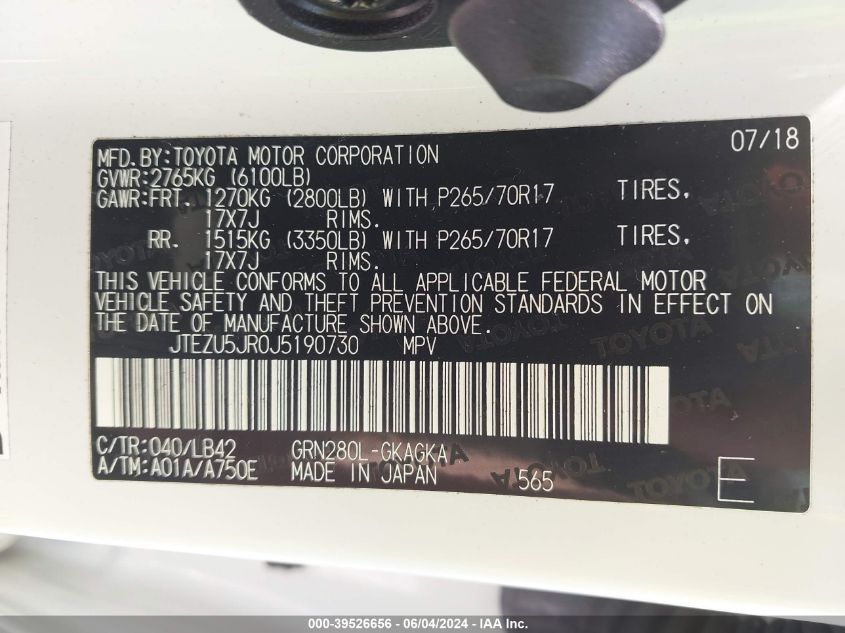 07/18
MFD. BY: TOYOTA MOTOR CORPORATION
GVWR: 2765KG (6100LB)
GAWR: FRT. 1270KG (2800LB) WITH P265/70R17 TIRES,
17X7J RIMS.
RR. 1515KG (3350LB) WITH P265/70R17 TIRES,
17X7J RIMS.
THIS VEHICLE CONFORMS TO ALL APPLICABLE FEDERAL MOTOR
VEHICLE SAFETY AND THEFT PREVENTION STANDARDS IN EFFECT ON
THE DATE OF MANUFACTURE SHOWN ABOVE.
JTEZU5JR0J5190730 MPV
C/TR: 040/LB42 GRN280L-GKAGKA
A/TM: A01A/A750E MADE IN JAPAN 565 E
TOYOTA
000-39526656 - 06/04/2024 - IAA Inc.